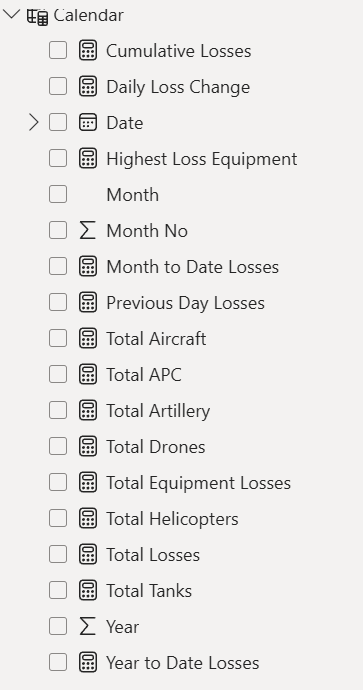 Calendar
Cumulative Losses
Daily Loss Change
Date
Highest Loss Equipment
Month
Month No
Month to Date Losses
Previous Day Losses
Total Aircraft
Total APC
Total Artillery
Total Drones
Total Equipment Losses
Total Helicopters
Total Losses
Total Tanks
Year
Year to Date Losses